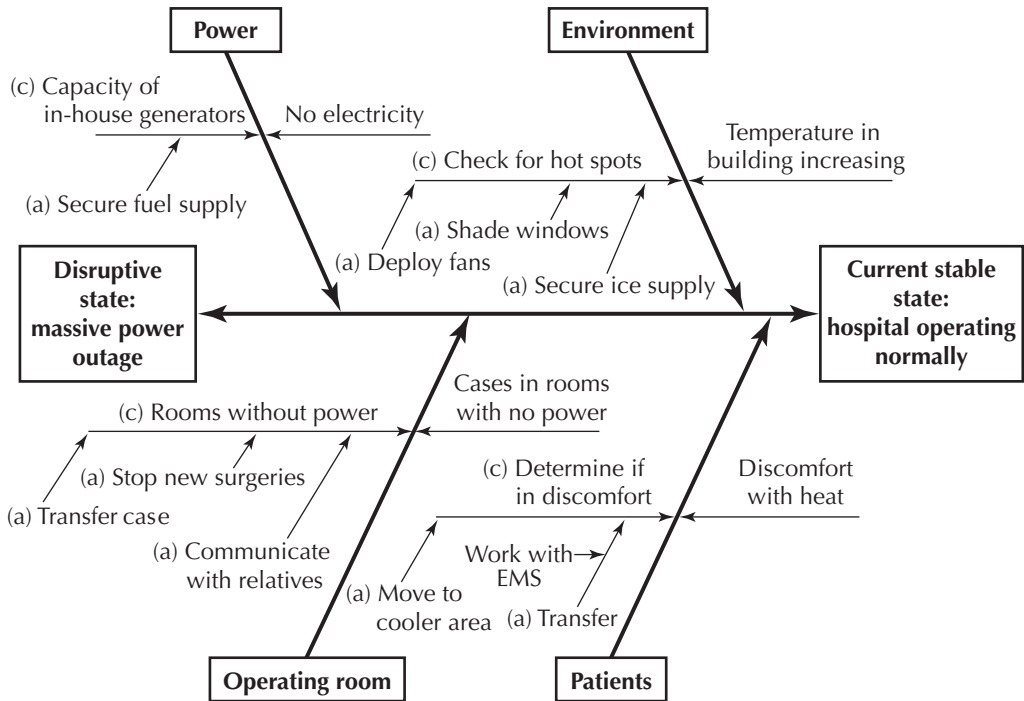 Power
Environment
(c) Capacity of
in-house generators
No electricity
(a) Secure fuel supply
(c) Check for hot spots
Temperature in
building increasing
(a) Shade windows
(a) Deploy fans
(a) Secure ice supply
Disruptive
state:
massive power
outage
Current stable
state:
hospital operating
normally
(c) Rooms without power
Cases in rooms
with no power
(a) Stop new surgeries
(a) Transfer case
(a) Communicate
with relatives
(c) Determine if
in discomfort
Discomfort
with heat
Work with
EMS
(a) Move to
cooler area
(a) Transfer
Operating room
Patients